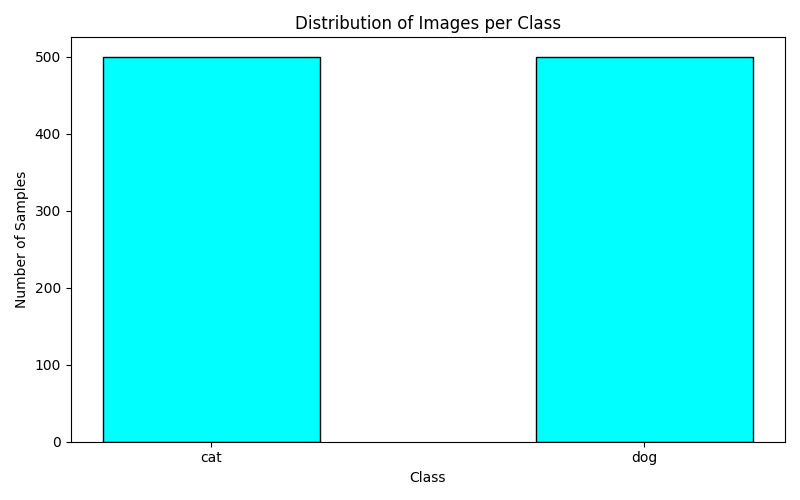 Distribution of Images per Class
500
400
300
200
100
0
Number of Samples
cat dog
Class